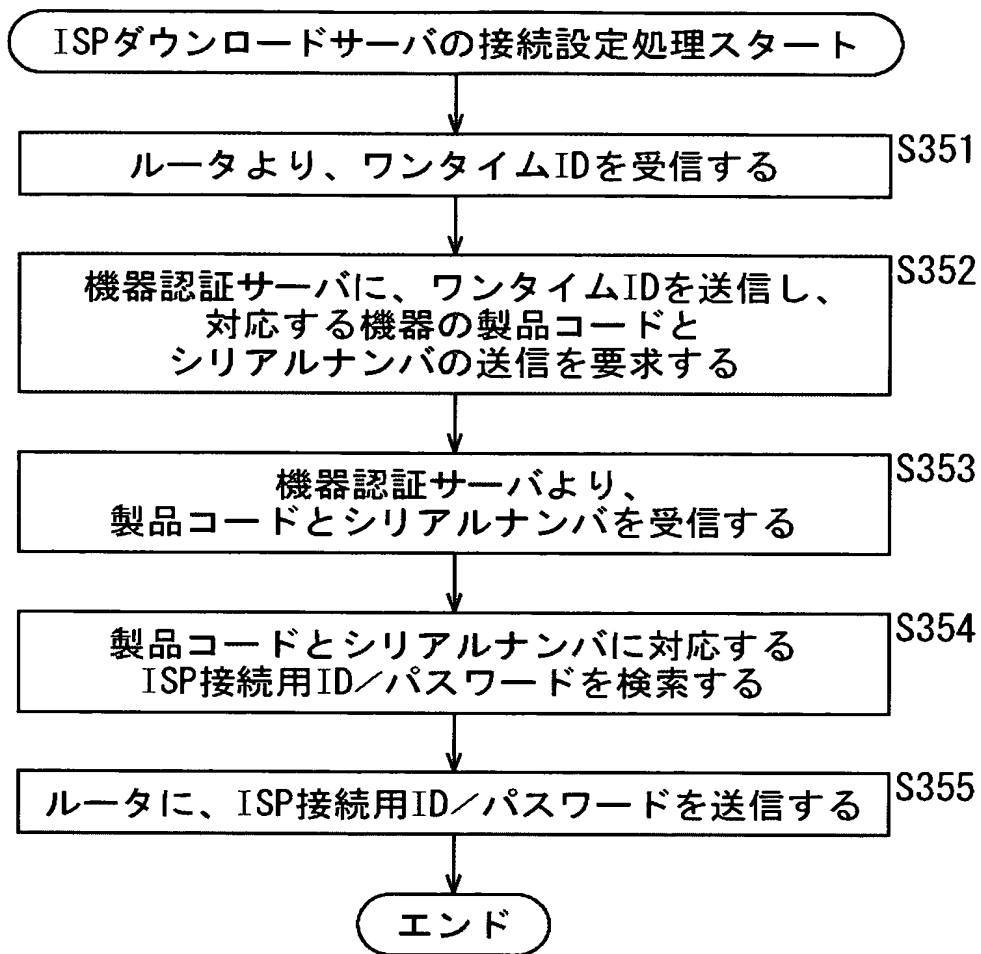 ISPダウンロードサーバの接続設定処理スタート
ルータより、ワンタイムIDを受信する
S351
機器認証サーバに、ワンタイムIDを送信し、
対応する機器の製品コードと
シリアルナンバの送信を要求する
S352
機器認証サーバより、
製品コードとシリアルナンバを受信する
S353
製品コードとシリアルナンバに対応する
ISP接続用ID／パスワードを検索する
S354
ルータに、ISP接続用ID／パスワードを送信する
S355
エンド